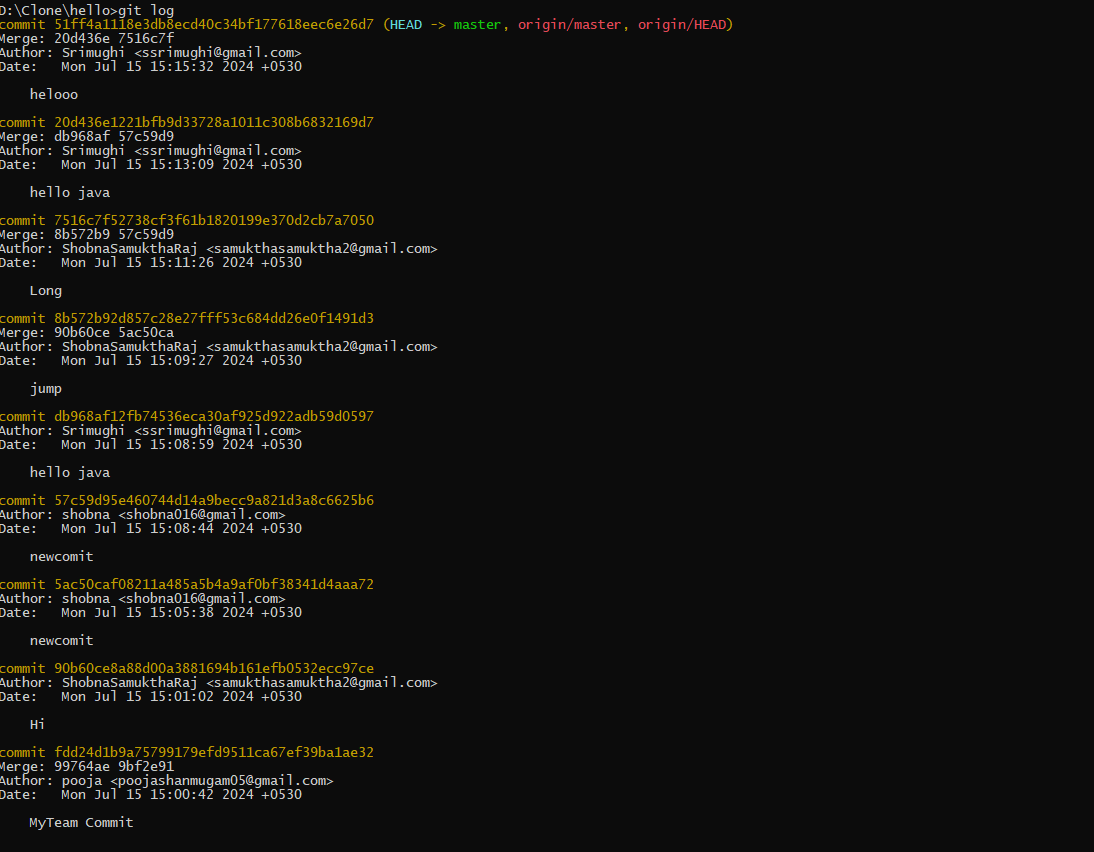 D:\Clone\hello>git log
commit 51ff4a1118e3db8ecd40c34bf177618eec6e26d7 (HEAD -> master, origin/master, origin/HEAD)
Merge: 20d436e 7516c7f
Author: Srimughi <ssrimughi@gmail.com>
Date:   Mon Jul 15 15:15:32 2024 +0530
helooo
commit 20d436e1221bfb9d33728a1011c308b6832169d7
Merge: db968af 57c59d9
Author: Srimughi <ssrimughi@gmail.com>
Date:   Mon Jul 15 15:13:09 2024 +0530
hello java
commit 7516c7f52738cf3f61b1820199e370d2cb7a7050
Merge: 8b572b9 57c59d9
Author: ShobnaSamukthaRaj <samukthasamuktha2@gmail.com>
Date:   Mon Jul 15 15:11:26 2024 +0530
Long
commit 8b572b92d857c28e27fff53c684dd26e0f1491d3
Merge: 90b60ce 5ac50ca
Author: ShobnaSamukthaRaj <samukthasamuktha2@gmail.com>
Date:   Mon Jul 15 15:09:27 2024 +0530
jump
commit db968af12fb74536eca30af925d922adb59d0597
Author: Srimughi <ssrimughi@gmail.com>
Date:   Mon Jul 15 15:08:59 2024 +0530
hello java
commit 57c59d95e460744d14a9becc9a821d3a8c6625b6
Author: shobna <shobna016@gmail.com>
Date:   Mon Jul 15 15:08:44 2024 +0530
newcomit
commit 5ac50caf08211a485a5b4a9af0bf38341d4aaa72
Author: shobna <shobna016@gmail.com>
Date:   Mon Jul 15 15:05:38 2024 +0530
newcomit
commit 90b60ce8a88d00a3881694b161efb0532ecc97ce
Author: ShobnaSamukthaRaj <samukthasamuktha2@gmail.com>
Date:   Mon Jul 15 15:01:02 2024 +0530
Hi
commit fdd24d1b9a75799179efd9511ca67ef39ba1ae32
Merge: 99764ae 9bf2e91
Author: pooja <poojashanmugam05@gmail.com>
Date:   Mon Jul 15 15:00:42 2024 +0530
MyTeam Commit